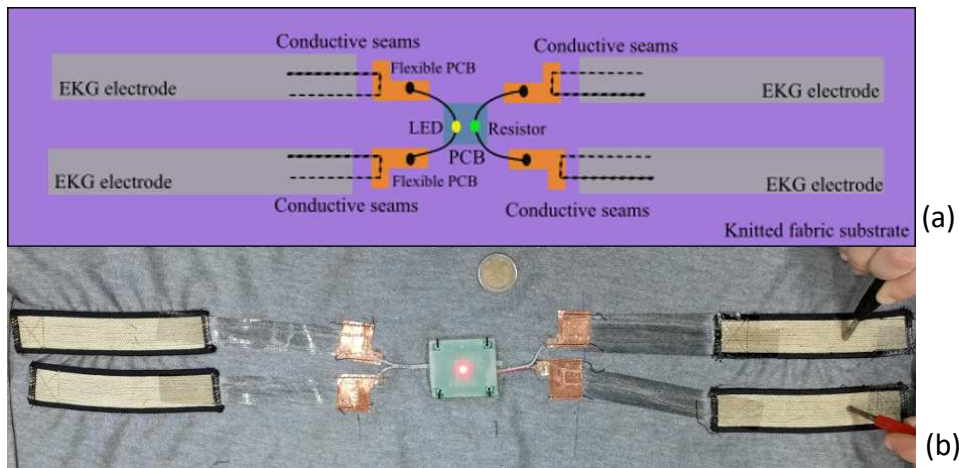 Conductive seams
Conductive seams
Flexible PCB
EKG electrode
EKG electrode
LED
Resistor
PCB
EKG electrode
Flexible PCB
EKG electrode
Conductive seams
Conductive seams
Knitted fabric substrate
(a)
(b)